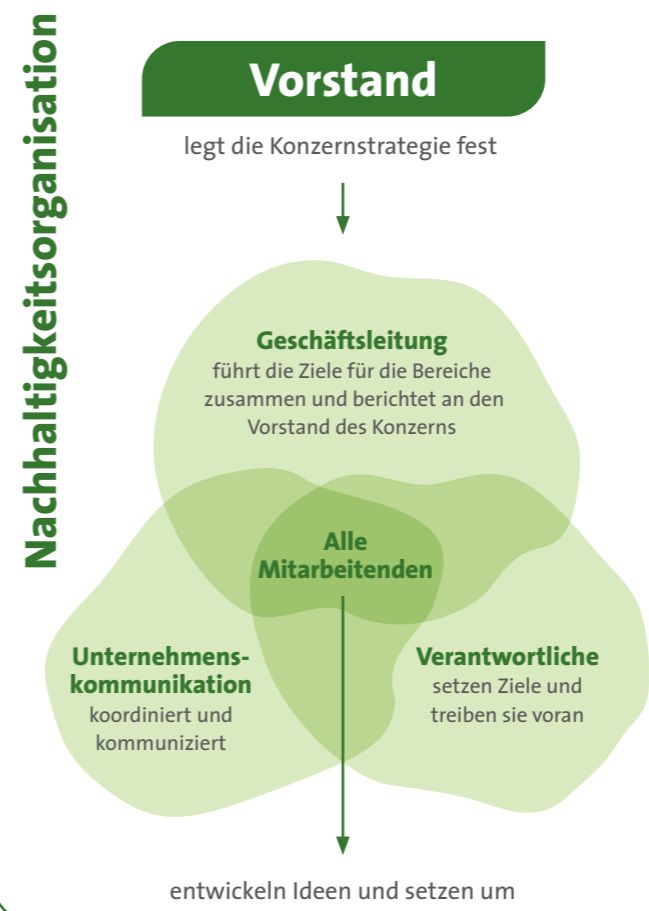 Nachhaltigkeitsorganisation
Vorstand
legt die Konzernstrategie fest
Geschäftsleitung
führt die Ziele für die Bereiche
zusammen und berichtet an den
Vorstand des Konzerns
Alle
Mitarbeitenden
Unternehmens-
kommunikation
koordiniert und
kommuniziert
Verantwortliche
setzen Ziele und
treiben sie voran
entwickeln Ideen und setzen um